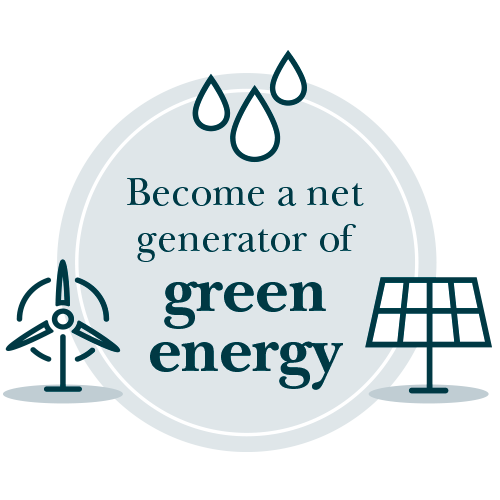 Become a net
generator of
green
energy